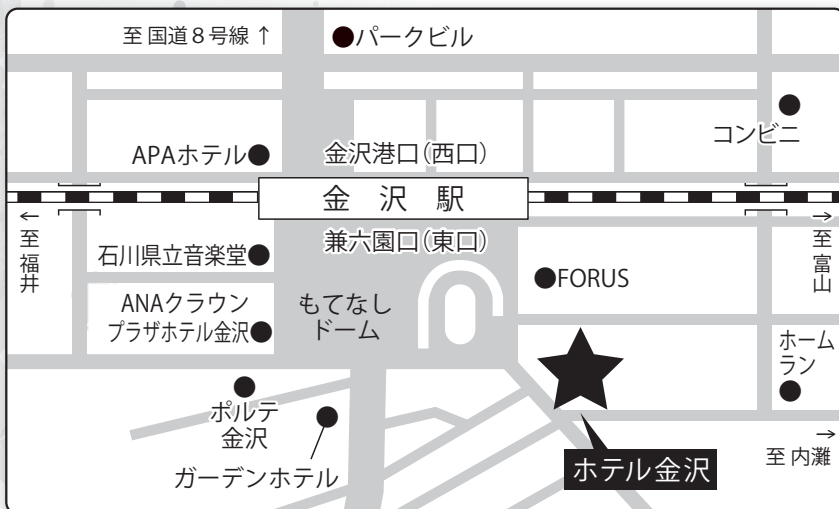 至 国道８号線 ↑
●パークビル
コンビニ
APAホテル
金沢港口（西口）
金 沢 駅
兼六園口（東口）
←
至福井
→
至富山
石川県立音楽堂
FORUS
ANAクラウン
プラザホテル金沢
もてなし
ドーム
ホーム
ラン
ポルテ
金沢
ガーデンホテル
ホテル金沢
→
至 内灘